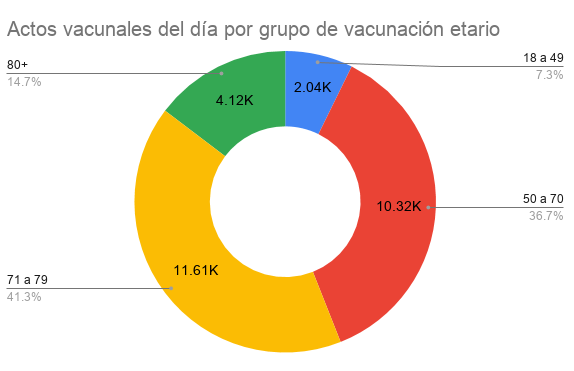 Actos vacunales del día por grupo de vacunación etario
80+
14.7%
18 a 49
7.3%
4.12K
2.04K
50 a 70
36.7%
10.32K
11.61K
71 a 79
41.3%